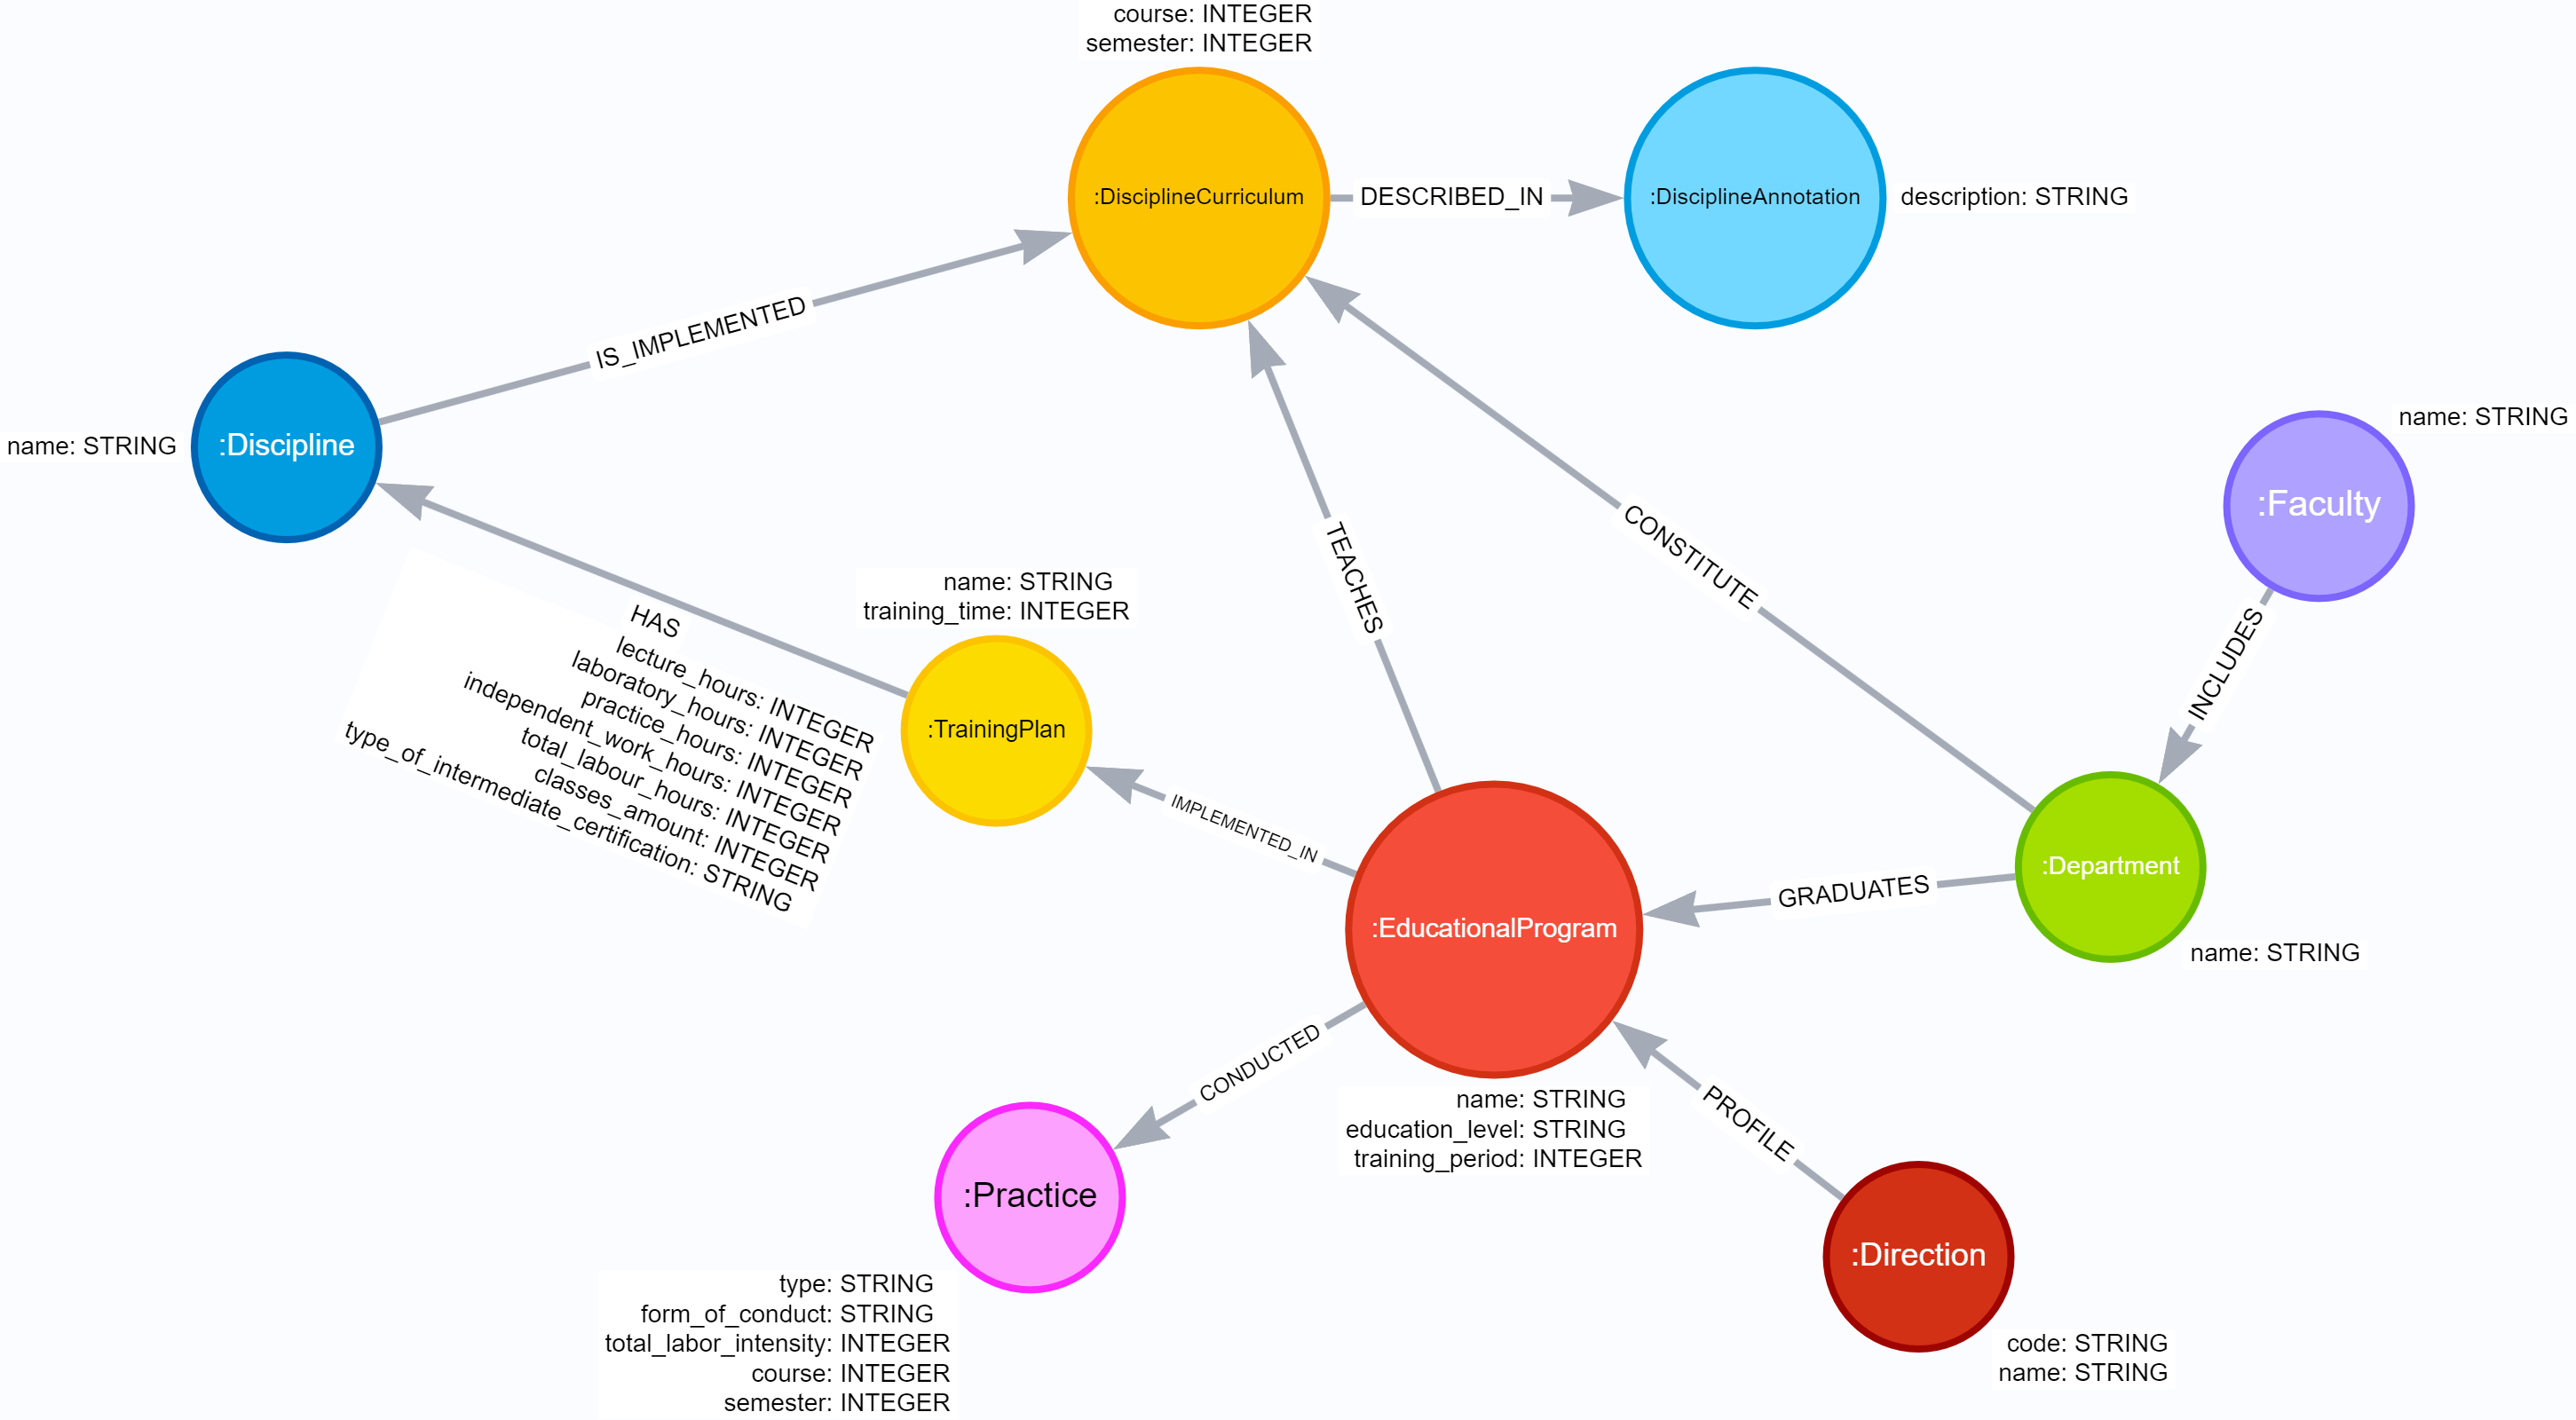 course: INTEGER
semester: INTEGER
:DisciplineCurriculum
DESCRIBED_IN
:DisciplineAnnotation
description: STRING
IS_IMPLEMENTED
name: STRING
:Discipline
name: STRING
:Faculty
TEACHES
CONSTITUTE
INCLUDES
HAS
lecture_hours: INTEGER
laboratory_hours: INTEGER
practice_hours: INTEGER
independent_work_hours: INTEGER
total_labour_hours: INTEGER
classes_amount: INTEGER
type_of_intermediate_certification: STRING
name: STRING
training_time: INTEGER
:TrainingPlan
IMPLEMENTED_IN
:EducationalProgram
GRADUATES
:Department
name: STRING
CONDUCTED
name: STRING
education_level: STRING
training_period: INTEGER
PROFILE
:Practice
type: STRING
form_of_conduct: STRING
total_labor_intensity: INTEGER
course: INTEGER
semester: INTEGER
:Direction
code: STRING
name: STRING